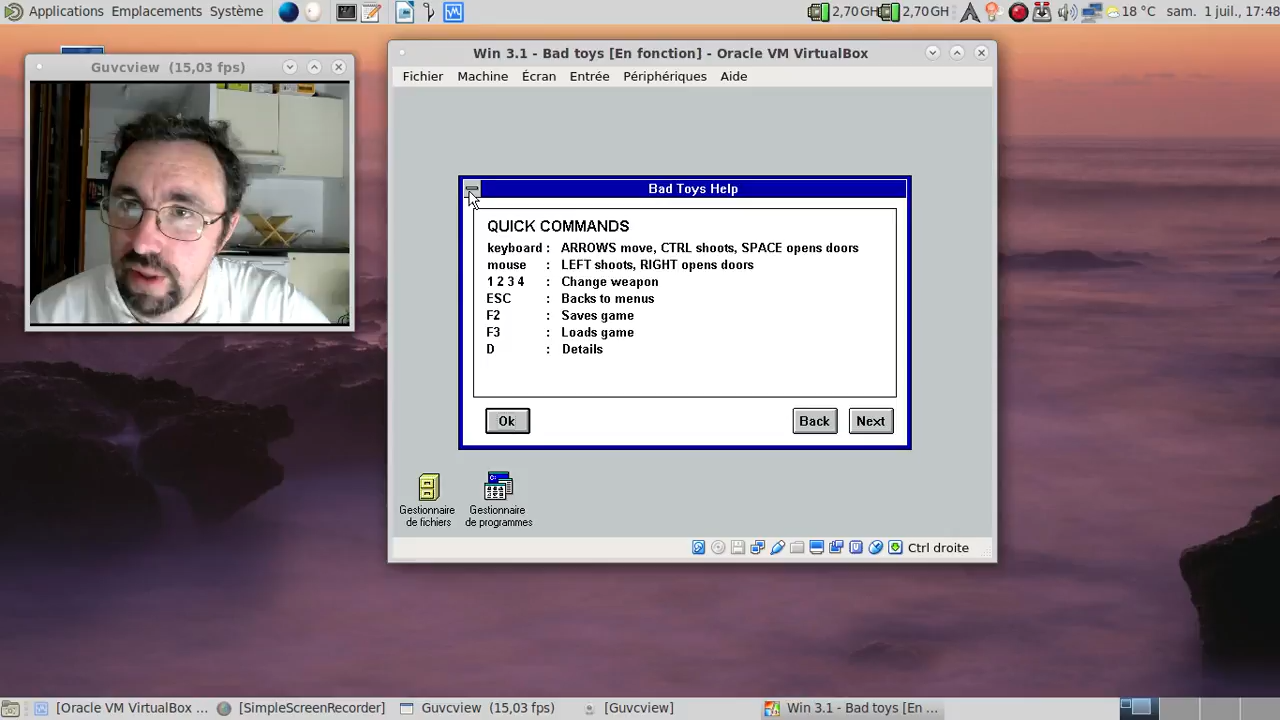 Applications Emplacements Système
2,70 GH 2,70 GH 18 °C sam. 1 juil., 17:48
Guvcview (15,03 fps)
Win 3.1 - Bad toys [En fonction] - Oracle VM VirtualBox
Fichier Machine Écran Entrée Périphériques Aide
Bad Toys Help
QUICK COMMANDS
keyboard : ARROWS move, CTRL shoots, SPACE opens doors
mouse : LEFT shoots, RIGHT opens doors
1 2 3 4 : Change weapon
ESC : Backs to menus
F2 : Saves game
F3 : Loads game
D : Details
Ok Back Next
Gestionnaire de fichiers
Gestionnaire de programmes
Ctrl droite
[Oracle VM VirtualBox ... [SimpleScreenRecorder] Guvcview (15,03 fps) [Guvcview] Win 3.1 - Bad toys [En ...